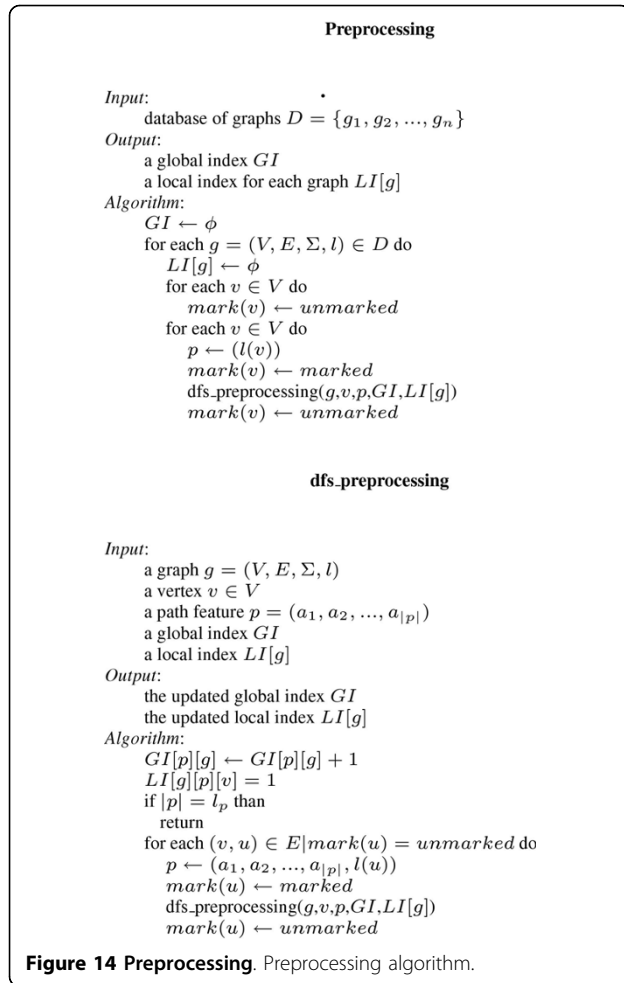 Preprocessing
Input:
database of graphs D = {g₁, g₂, ..., gₙ}
Output:
a global index GI
a local index for each graph LI[g]
Algorithm:
GI ← ϕ
for each g = (V, E, Σ, l) ∈ D do
LI[g] ← ϕ
for each v ∈ V do
mark(v) ← unmarked
for each v ∈ V do
p ← (l(v))
mark(v) ← marked
dfs_preprocessing(g,v,p,GI,LI[g])
mark(v) ← unmarked
dfs_preprocessing
Input:
a graph g = (V, E, Σ, l)
a vertex v ∈ V
a path feature p = (a₁, a₂, ..., a_{|p|})
a global index GI
a local index LI[g]
Output:
the updated global index GI
the updated local index LI[g]
Algorithm:
GI[p][g] ← GI[p][g] + 1
LI[g][p][v] = 1
if |p| = lₚ than
return
for each (v, u) ∈ E|mark(u) = unmarked do
p ← (a₁, a₂, ..., a_{|p|}, l(u))
mark(u) ← marked
dfs_preprocessing(g,v,p,GI,LI[g])
mark(u) ← unmarked
Figure 14 Preprocessing. Preprocessing algorithm.